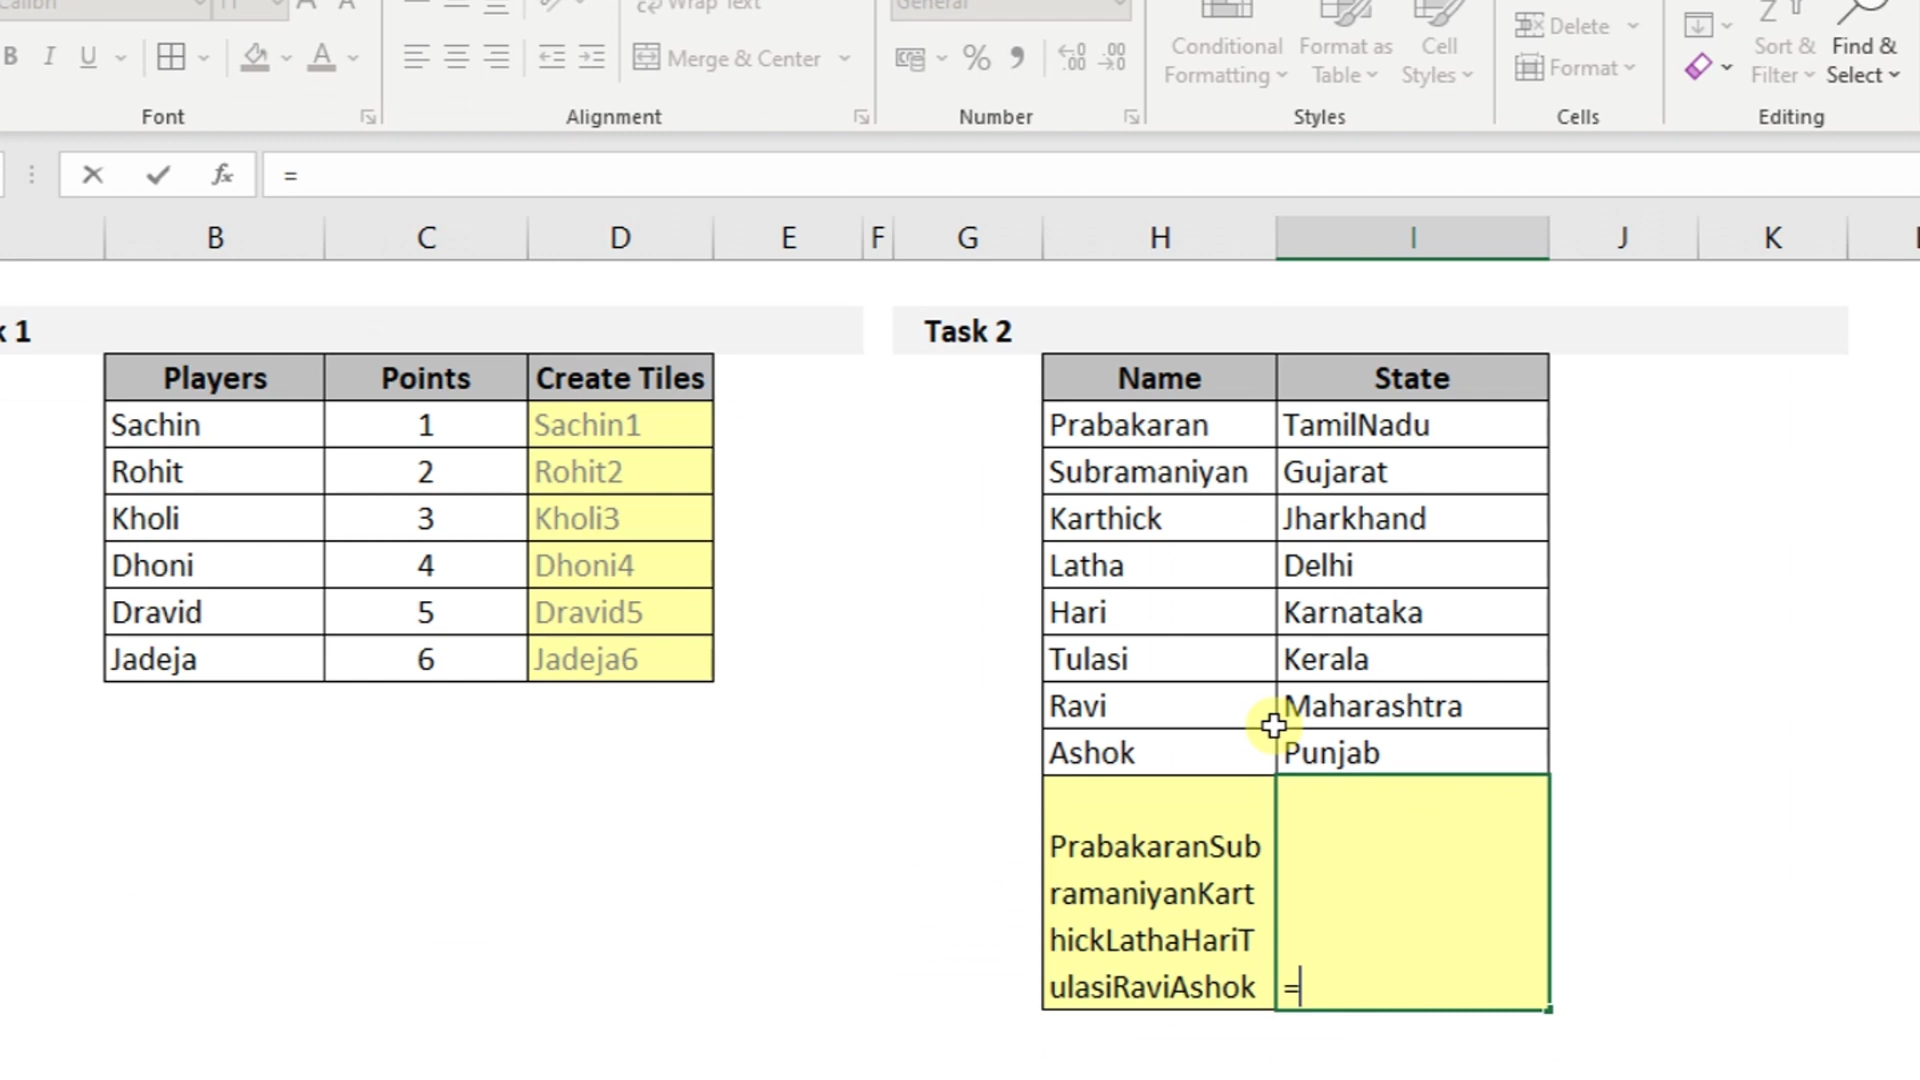 Calibri
11
Wrap Text
General
B I U
Merge & Center
%
Conditional Formatting
Format as Table
Cell Styles
Delete
Format
Sort & Filter
Find & Select
Font
Alignment
Number
Styles
Cells
Editing
fx
=
B C D E F G H I J K
k 1
Players Points Create Tiles
Sachin 1 Sachin1
Rohit 2 Rohit2
Kholi 3 Kholi3
Dhoni 4 Dhoni4
Dravid 5 Dravid5
Jadeja 6 Jadeja6
Task 2
Name State
Prabakaran TamilNadu
Subramaniyan Gujarat
Karthick Jharkhand
Latha Delhi
Hari Karnataka
Tulasi Kerala
Ravi Maharashtra
Ashok Punjab
PrabakaranSub
ramaniyanKart
hickLathaHariT
ulasiRaviAshok
=